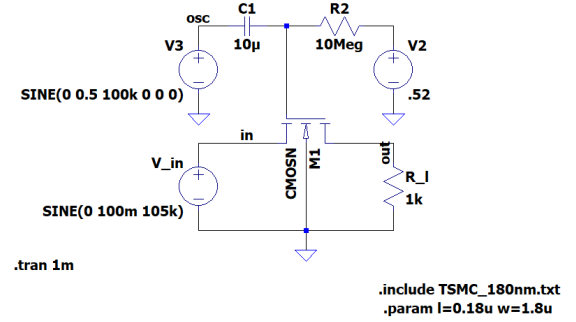 C1
R2
osc
10µ
10Meg
V3
V2
SINE(0 0.5 100k 0 0 0)
.52
in
out
CMOSN
M1
V_in
R_l
1k
SINE(0 100m 105k)
.tran 1m
.include TSMC_180nm.txt
.param l=0.18u w=1.8u